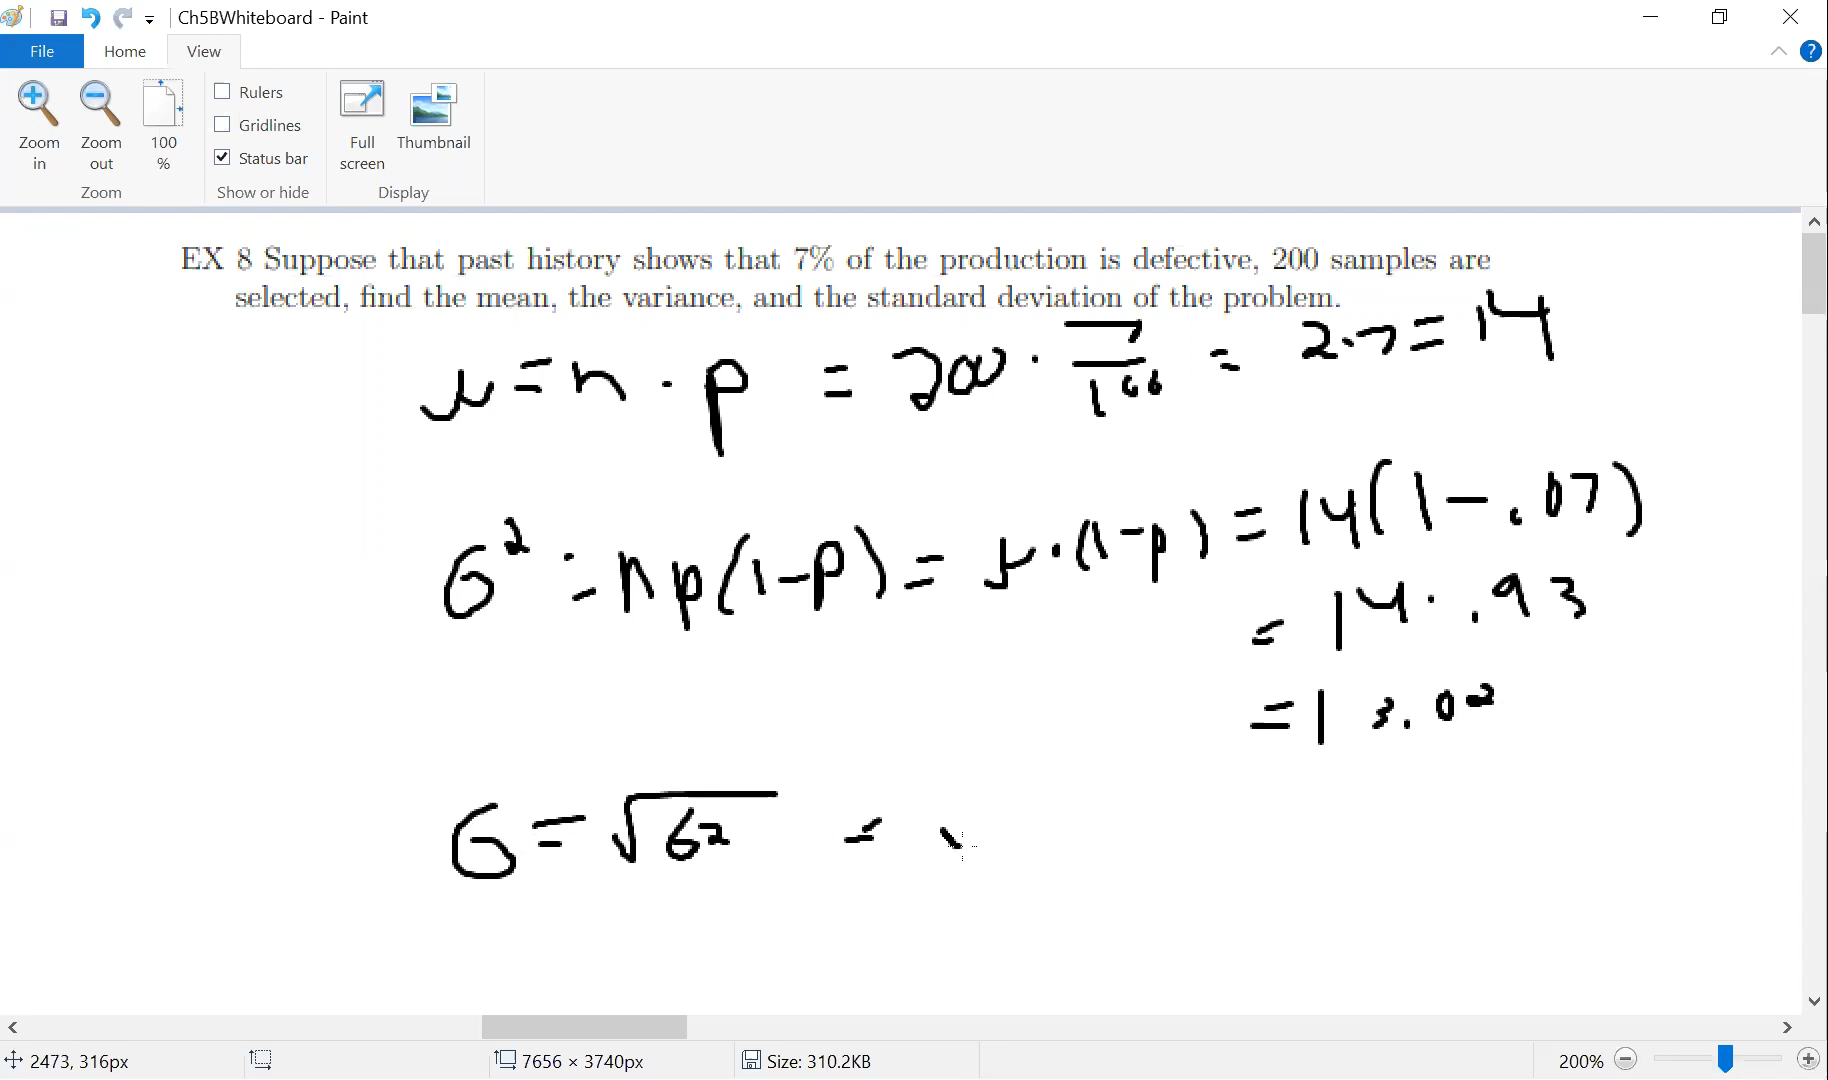 Ch5BWhiteboard - Paint
File Home View
Zoom in
Zoom out
100 %
Rulers
Gridlines
Status bar
Full screen
Thumbnail
Zoom
Show or hide
Display
EX 8 Suppose that past history shows that 7% of the production is defective, 200 samples are
selected, find the mean, the variance, and the standard deviation of the problem.
μ = n · p = 200 · 7/100 = 2·7 = 14
σ² = np(1-p) = μ·(1-p) = 14(1-.07)
= 14 · .93
= 13.02
σ = √σ² =
2473, 316px
7656 × 3740px
Size: 310.2KB
200%